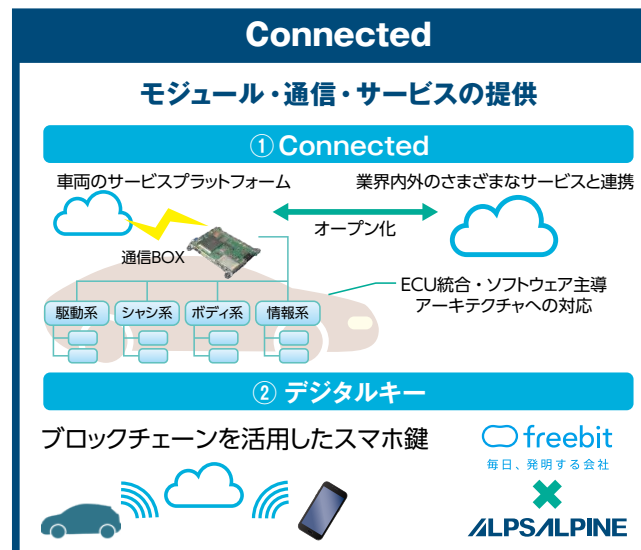 Connected
モジュール・通信・サービスの提供
① Connected
車両のサービスプラットフォーム
業界内外のさまざまなサービスと連携
オープン化
通信BOX
ECU統合・ソフトウェア主導
アーキテクチャへの対応
駆動系
シャシ系
ボディ系
情報系
② デジタルキー
ブロックチェーンを活用したスマホ鍵
freebit
毎日、発明する会社
ALPSALPINE